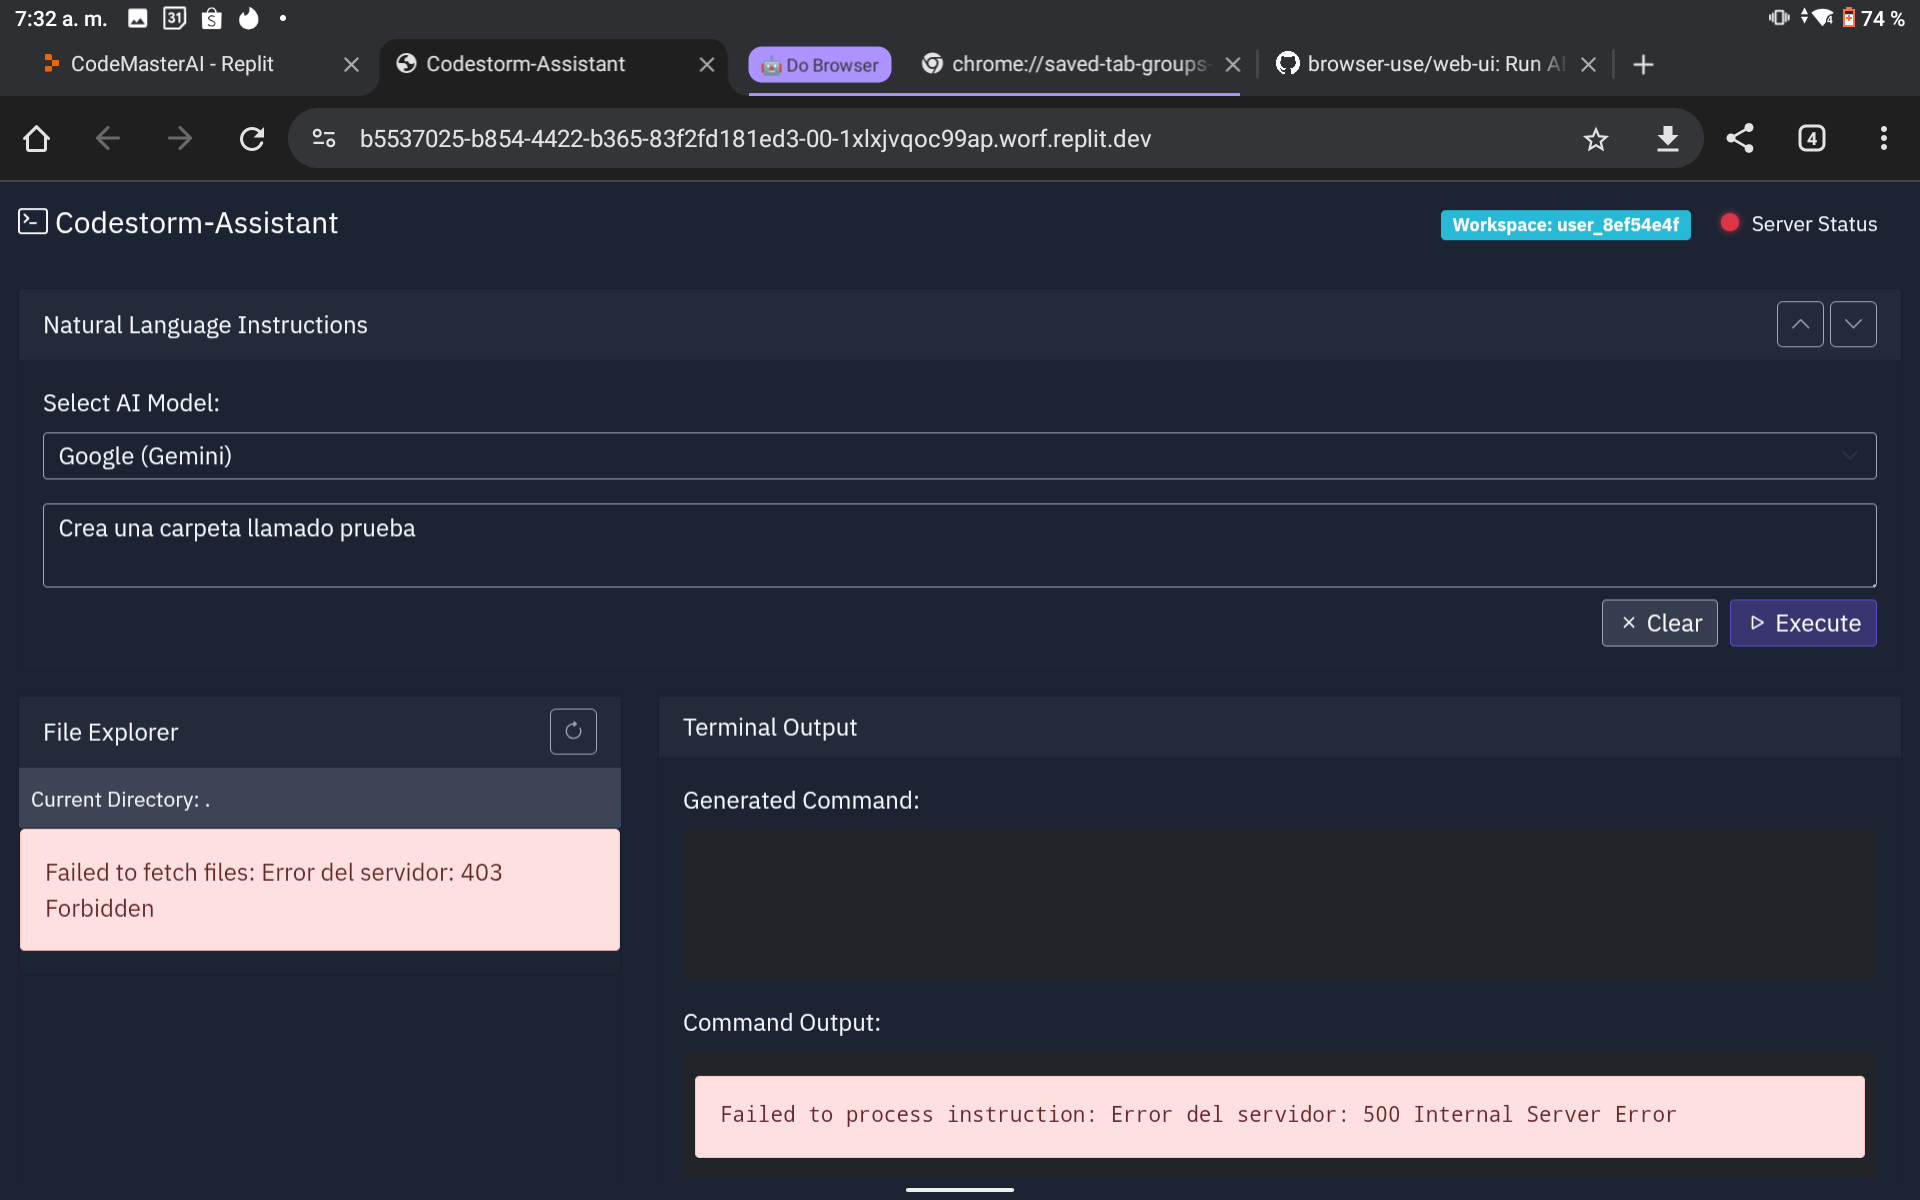 7:32 a. m.
31
S
4
74 %
CodeMasterAI - Replit
Codestorm-Assistant
Do Browser
chrome://saved-tab-groups-
browser-use/web-ui: Run AI
b5537025-b854-4422-b365-83f2fd181ed3-00-1xlxjvqoc99ap.worf.replit.dev
4
Codestorm-Assistant
Workspace: user_8ef54e4f
Server Status
Natural Language Instructions
Select AI Model:
Google (Gemini)
Crea una carpeta llamado prueba
Clear
Execute
File Explorer
Current Directory: .
Failed to fetch files: Error del servidor: 403
Forbidden
Terminal Output
Generated Command:
Command Output:
Failed to process instruction: Error del servidor: 500 Internal Server Error